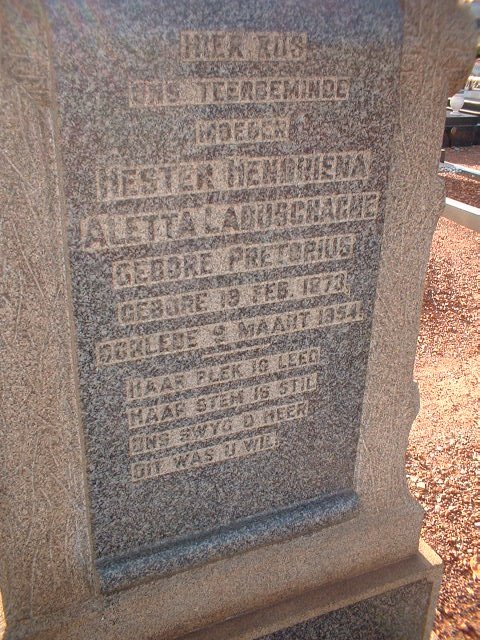 HIER RUS
ONS TEERBEMINDE
MOEDER
HESTER HENDRIENA
ALETTA LABUSCHAGNE
GEBORE PRETORIUS
GEBORE 19 FEB. 1873
OORLEDE 2 MAART 1954
HAAR PLEK IS LEEG
HAAR STEM IS STIL
ONS SWYG O HEER
DIT WAS U WIL